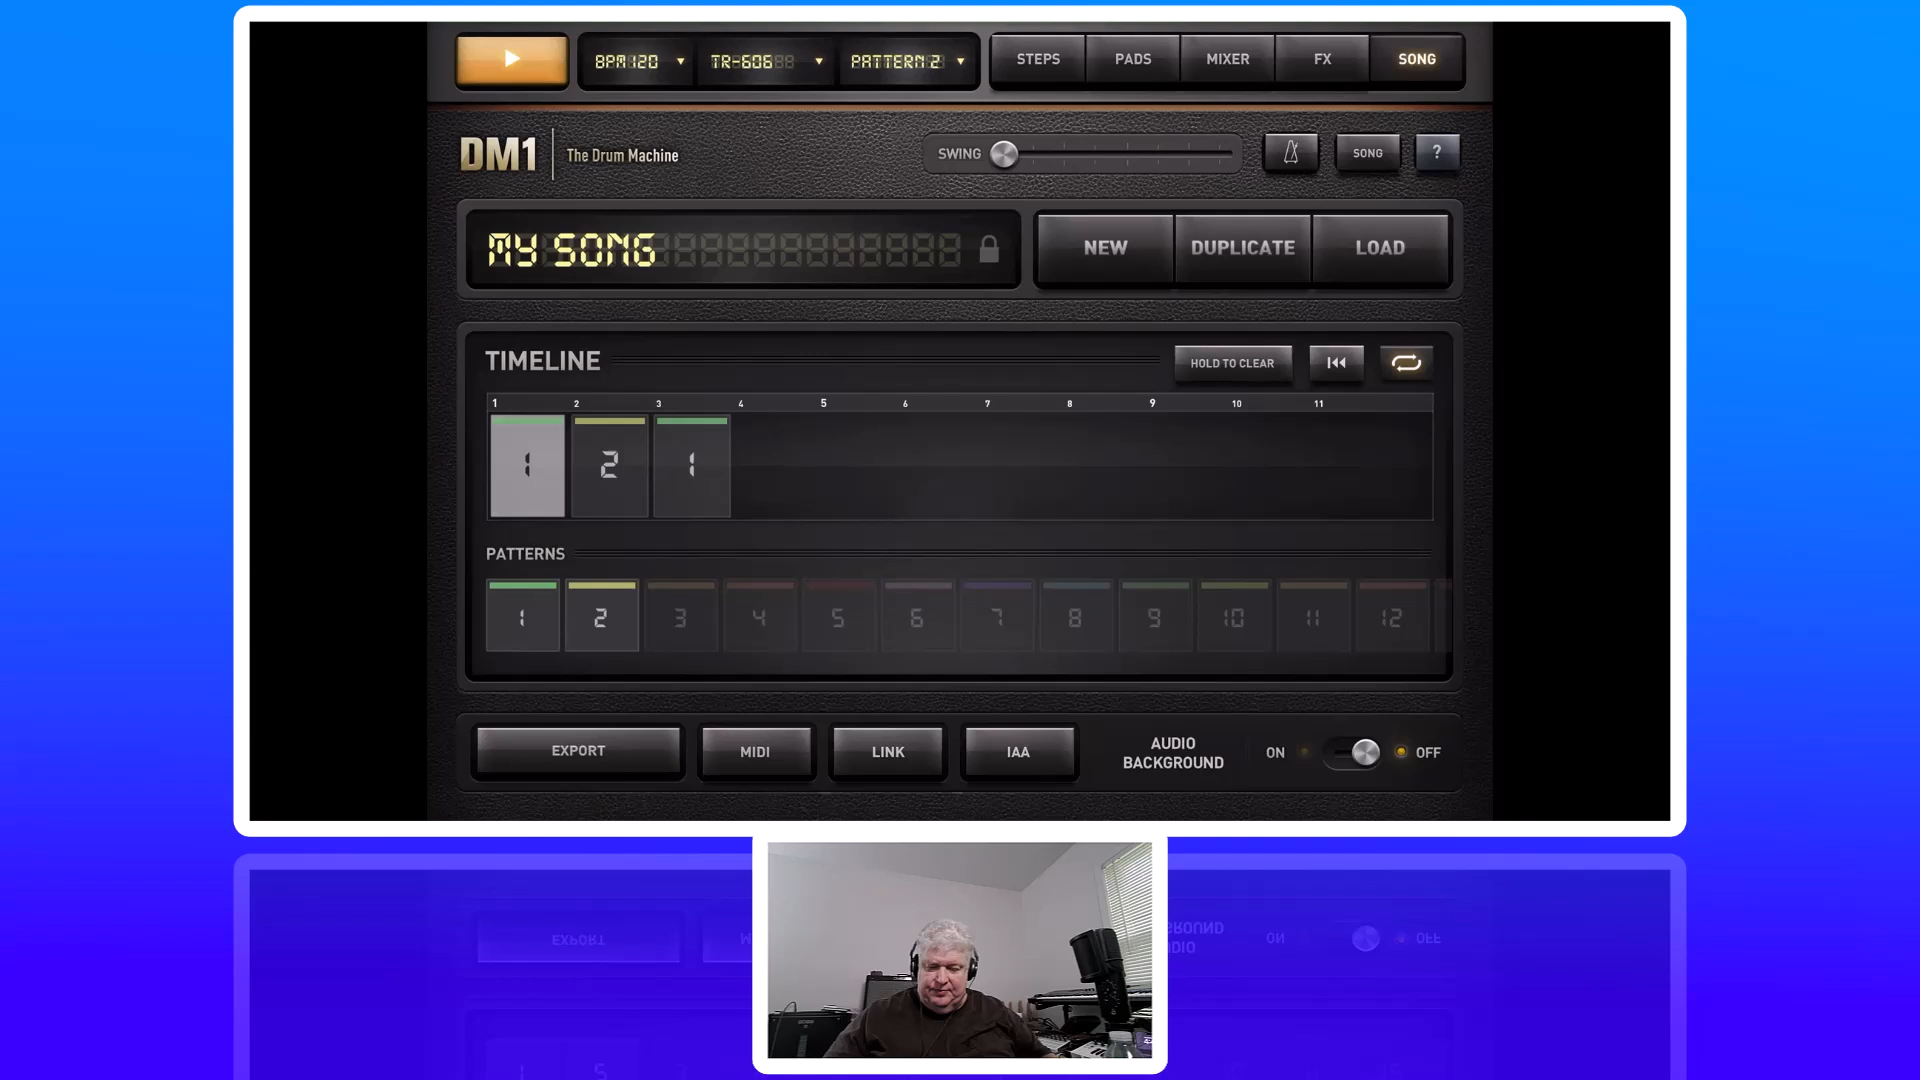 BPM 120 TR-606 PATTERN 2 STEPS PADS MIXER FX SONG
DM1 The Drum Machine SWING SONG ?
MY SONG NEW DUPLICATE LOAD
TIMELINE HOLD TO CLEAR
1 2 3 4 5 6 7 8 9 10 11
1 2 1
PATTERNS
1 2 3 4 5 6 7 8 9 10 11 12
EXPORT MIDI LINK IAA AUDIO BACKGROUND ON OFF